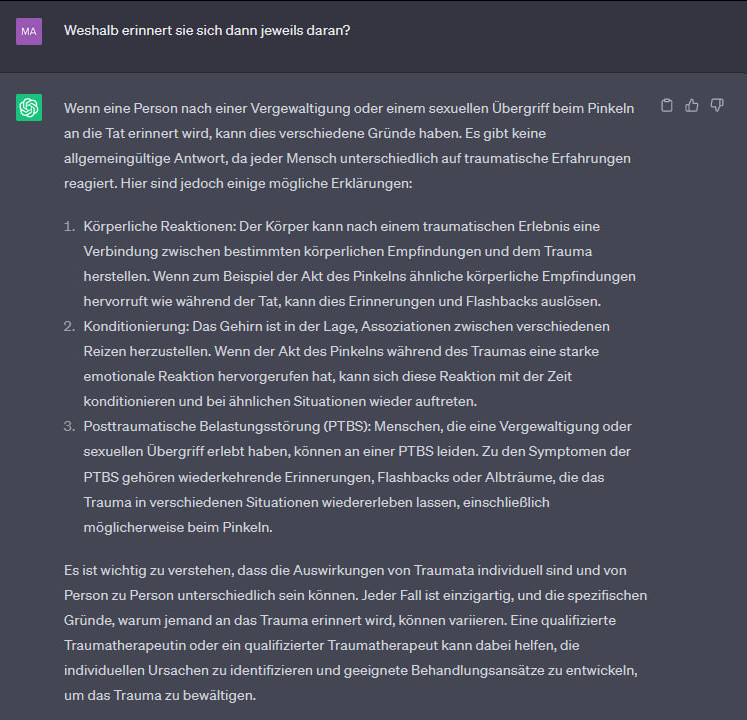 MA
Weshalb erinnert sie sich dann jeweils daran?
Wenn eine Person nach einer Vergewaltigung oder einem sexuellen Übergriff beim Pinkeln
an die Tat erinnert wird, kann dies verschiedene Gründe haben. Es gibt keine
allgemeingültige Antwort, da jeder Mensch unterschiedlich auf traumatische Erfahrungen
reagiert. Hier sind jedoch einige mögliche Erklärungen:
1. Körperliche Reaktionen: Der Körper kann nach einem traumatischen Erlebnis eine
Verbindung zwischen bestimmten körperlichen Empfindungen und dem Trauma
herstellen. Wenn zum Beispiel der Akt des Pinkelns ähnliche körperliche Empfindungen
hervorruft wie während der Tat, kann dies Erinnerungen und Flashbacks auslösen.
2. Konditionierung: Das Gehirn ist in der Lage, Assoziationen zwischen verschiedenen
Reizen herzustellen. Wenn der Akt des Pinkelns während des Traumas eine starke
emotionale Reaktion hervorgerufen hat, kann sich diese Reaktion mit der Zeit
konditionieren und bei ähnlichen Situationen wieder auftreten.
3. Posttraumatische Belastungsstörung (PTBS): Menschen, die eine Vergewaltigung oder
sexuellen Übergriff erlebt haben, können an einer PTBS leiden. Zu den Symptomen der
PTBS gehören wiederkehrende Erinnerungen, Flashbacks oder Albträume, die das
Trauma in verschiedenen Situationen wiedererleben lassen, einschließlich
möglicherweise beim Pinkeln.
Es ist wichtig zu verstehen, dass die Auswirkungen von Traumata individuell sind und von
Person zu Person unterschiedlich sein können. Jeder Fall ist einzigartig, und die spezifischen
Gründe, warum jemand an das Trauma erinnert wird, können variieren. Eine qualifizierte
Traumatherapeutin oder ein qualifizierter Traumatherapeut kann dabei helfen, die
individuellen Ursachen zu identifizieren und geeignete Behandlungsansätze zu entwickeln,
um das Trauma zu bewältigen.